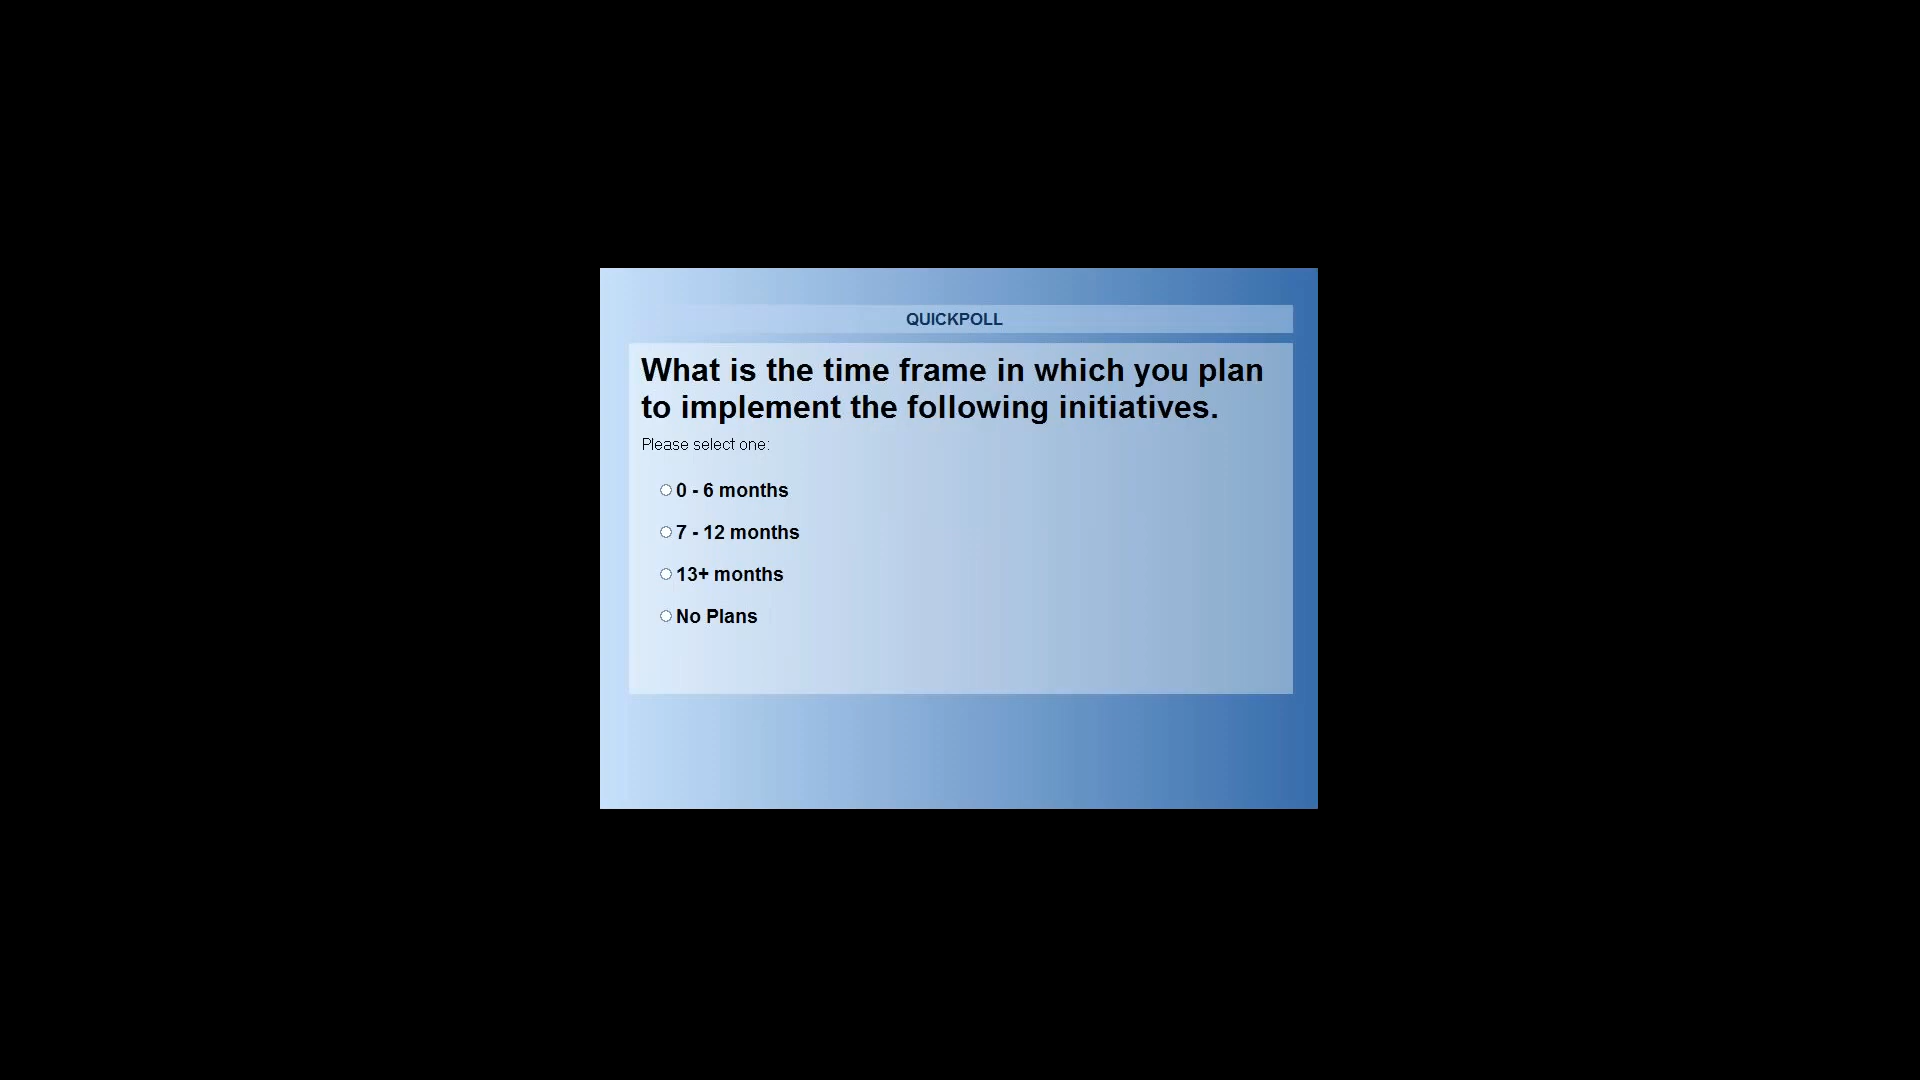 QUICKPOLL
What is the time frame in which you plan
to implement the following initiatives.
Please select one:
0 - 6 months
7 - 12 months
13+ months
No Plans